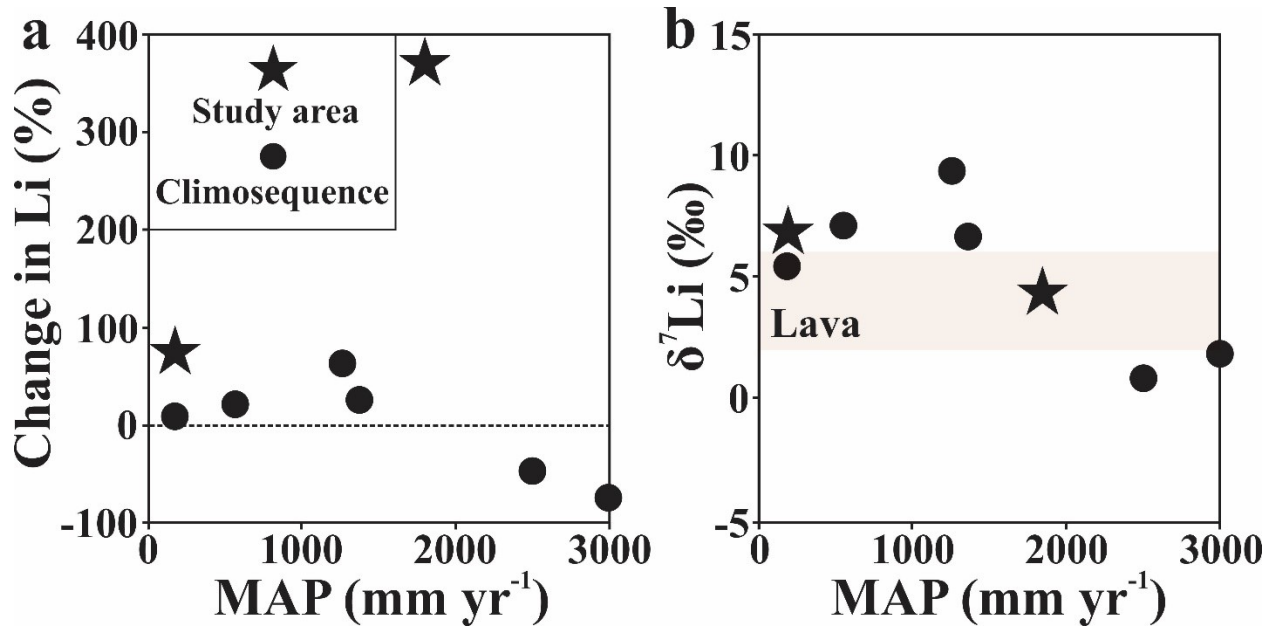 a
Change in Li (%)
400
300
200
100
0
-100
Study area
Climosequence
0
1000
2000
3000
MAP (mm yr⁻¹)
b
δ⁷Li (‰)
15
10
5
0
-5
Lava
0
1000
2000
3000
MAP (mm yr⁻¹)